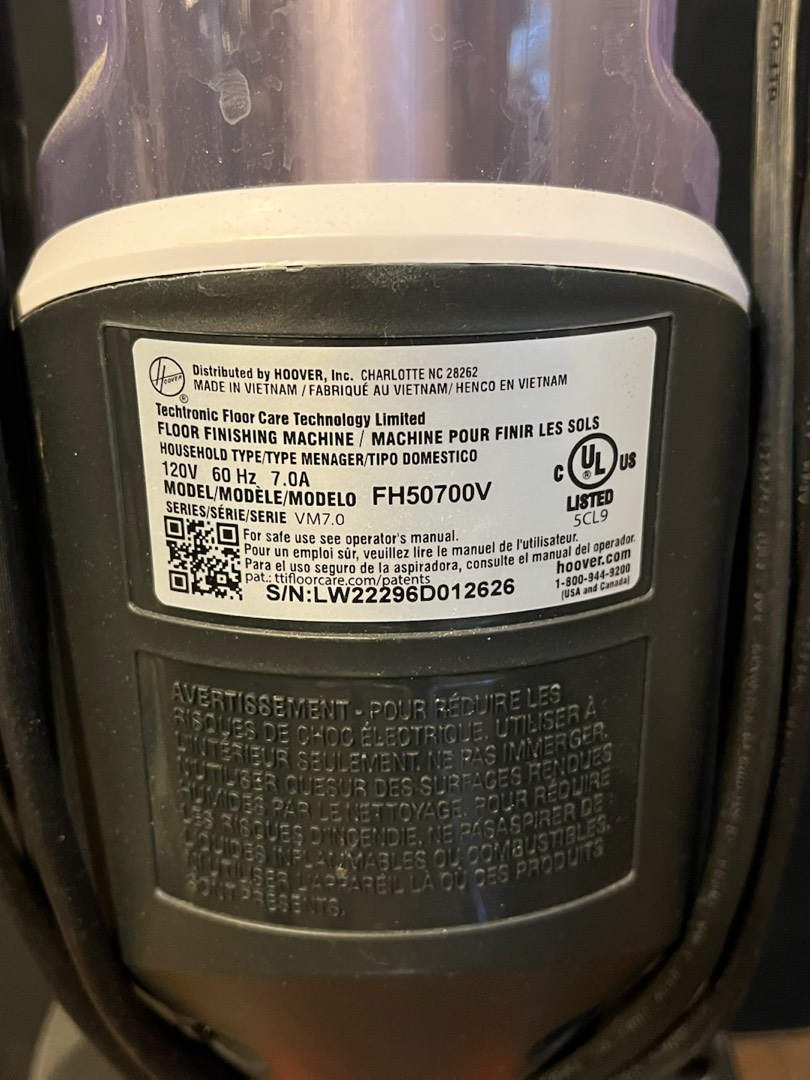 HOOVER
®
Distributed by HOOVER, Inc. CHARLOTTE NC 28262
MADE IN VIETNAM / FABRIQUÉ AU VIETNAM/ HENCO EN VIETNAM
Techtronic Floor Care Technology Limited
FLOOR FINISHING MACHINE / MACHINE POUR FINIR LES SOLS
HOUSEHOLD TYPE/TYPE MENAGER/TIPO DOMESTICO
120V 60 Hz 7.0A
MODEL/MODÈLE/MODELO FH50700V
SERIES/SÉRIE/SERIE VM7.0
C UL ® US
LISTED
5CL9
For safe use see operator's manual.
Pour un emploi sûr, veuillez lire le manuel de l'utilisateur.
Para el uso seguro de la aspiradora, consulte el manual del operador.
pat.: ttifloorcare.com/patents
S/N:LW22296D012626
hoover.com
1-800-944-9200
(USA and Canada)
AVERTISSEMENT - POUR RÉDUIRE LES
RISQUES DE CHOC ÉLECTRIQUE, UTILISER À
L'INTÉRIEUR SEULEMENT. NE PAS IMMERGER.
N'UTILISER QUESUR DES SURFACES RENDUES
HUMIDES PAR LE NETTOYAGE. POUR RÉDUIRE
LES RISQUES D'INCENDIE, NE PASASPIRER DE
LIQUIDES INFLAMMABLES OU COMBUSTIBLES.
N'UTILISER L'APPAREIL LÀ OÙ CES PRODUITS
SONT PRÉSENTS.